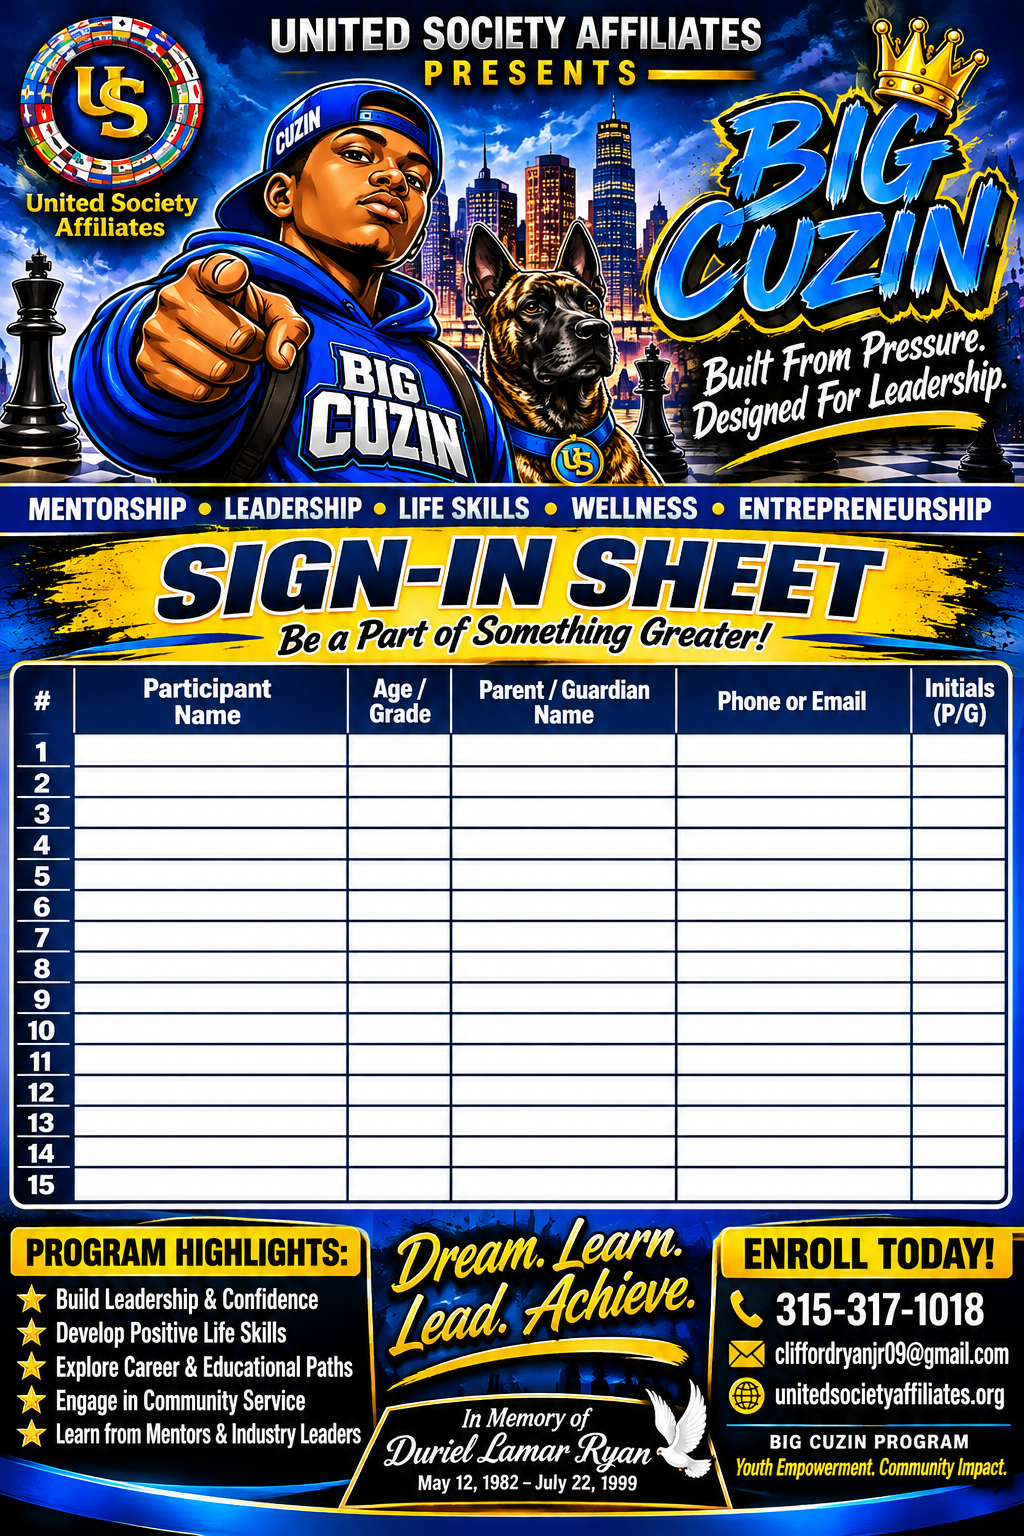 UNITED SOCIETY AFFILIATES
PRESENTS
US
United Society
Affiliates
CUZIN
BIG
CUZIN
US
BIG
CUZIN
Built From Pressure.
Designed For Leadership.
MENTORSHIP • LEADERSHIP • LIFE SKILLS • WELLNESS • ENTREPRENEURSHIP
SIGN-IN SHEET
Be a Part of Something Greater!
# Participant Name Age / Grade Parent / Guardian Name Phone or Email Initials (P/G)
1
2
3
4
5
6
7
8
9
10
11
12
13
14
15
PROGRAM HIGHLIGHTS:
Build Leadership & Confidence
Develop Positive Life Skills
Explore Career & Educational Paths
Engage in Community Service
Learn from Mentors & Industry Leaders
Dream. Learn.
Lead. Achieve.
In Memory of
Duriel Lamar Ryan
May 12, 1982 – July 22, 1999
ENROLL TODAY!
315-317-1018
cliffordryanjr09@gmail.com
unitedsocietyaffiliates.org
BIG CUZIN PROGRAM
Youth Empowerment. Community Impact.